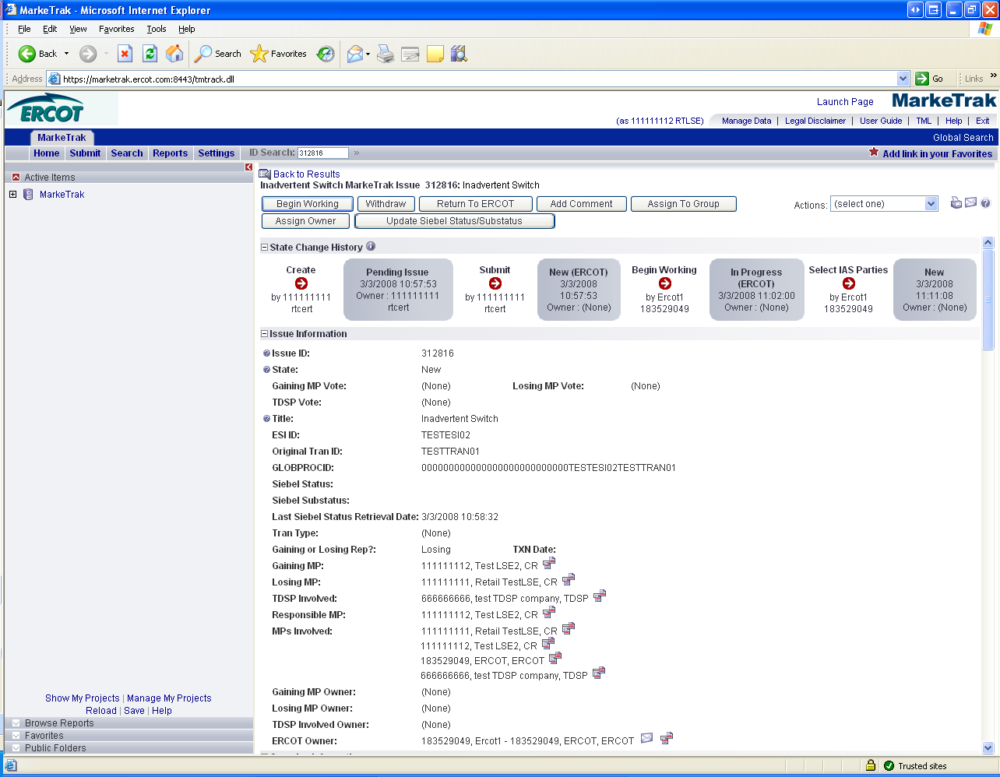 MarkeTrak - Microsoft Internet Explorer
File Edit View Favorites Tools Help
Back Search Favorites
Address https://marketrak.ercot.com:8443/tmtrack.dll Go Links »
ERCOT Launch Page MarkeTrak
(as 111111112 RTLSE) Manage Data | Legal Disclaimer | User Guide | TML | Help | Exit
MarkeTrak Global Search
Home Submit Search Reports Settings ID Search: 312816 » Add link in your Favorites
Active Items
MarkeTrak
Back to Results
Inadvertent Switch MarkeTrak Issue 312816: Inadvertent Switch
Begin Working Withdraw Return To ERCOT Add Comment Assign To Group Actions: (select one)
Assign Owner Update Siebel Status/Substatus
State Change History
Create
by 111111111
rtcert
Pending Issue
3/3/2008 10:57:53
Owner : 111111111
rtcert
Submit
by 111111111
rtcert
New (ERCOT)
3/3/2008
10:57:53
Owner : (None)
Begin Working
by Ercot1
183529049
In Progress
(ERCOT)
3/3/2008 11:02:00
Owner : (None)
Select IAS Parties
by Ercot1
183529049
New
3/3/2008
11:11:08
Owner : (None)
Issue Information
Issue ID: 312816
State: New
Gaining MP Vote: (None) Losing MP Vote: (None)
TDSP Vote: (None)
Title: Inadvertent Switch
ESI ID: TESTESI02
Original Tran ID: TESTTRAN01
GLOBPROCID: 000000000000000000000000000TESTESI02TESTTRAN01
Siebel Status:
Siebel Substatus:
Last Siebel Status Retrieval Date: 3/3/2008 10:58:32
Tran Type: (None)
Gaining or Losing Rep?: Losing TXN Date:
Gaining MP: 111111112, Test LSE2, CR
Losing MP: 111111111, Retail TestLSE, CR
TDSP Involved: 666666666, test TDSP company, TDSP
Responsible MP: 111111112, Test LSE2, CR
MPs Involved: 111111111, Retail TestLSE, CR
111111112, Test LSE2, CR
183529049, ERCOT, ERCOT
666666666, test TDSP company, TDSP
Gaining MP Owner: (None)
Losing MP Owner: (None)
TDSP Involved Owner: (None)
ERCOT Owner: 183529049, Ercot1 - 183529049, ERCOT, ERCOT
Show My Projects | Manage My Projects
Reload | Save | Help
Browse Reports
Favorites
Public Folders
Trusted sites